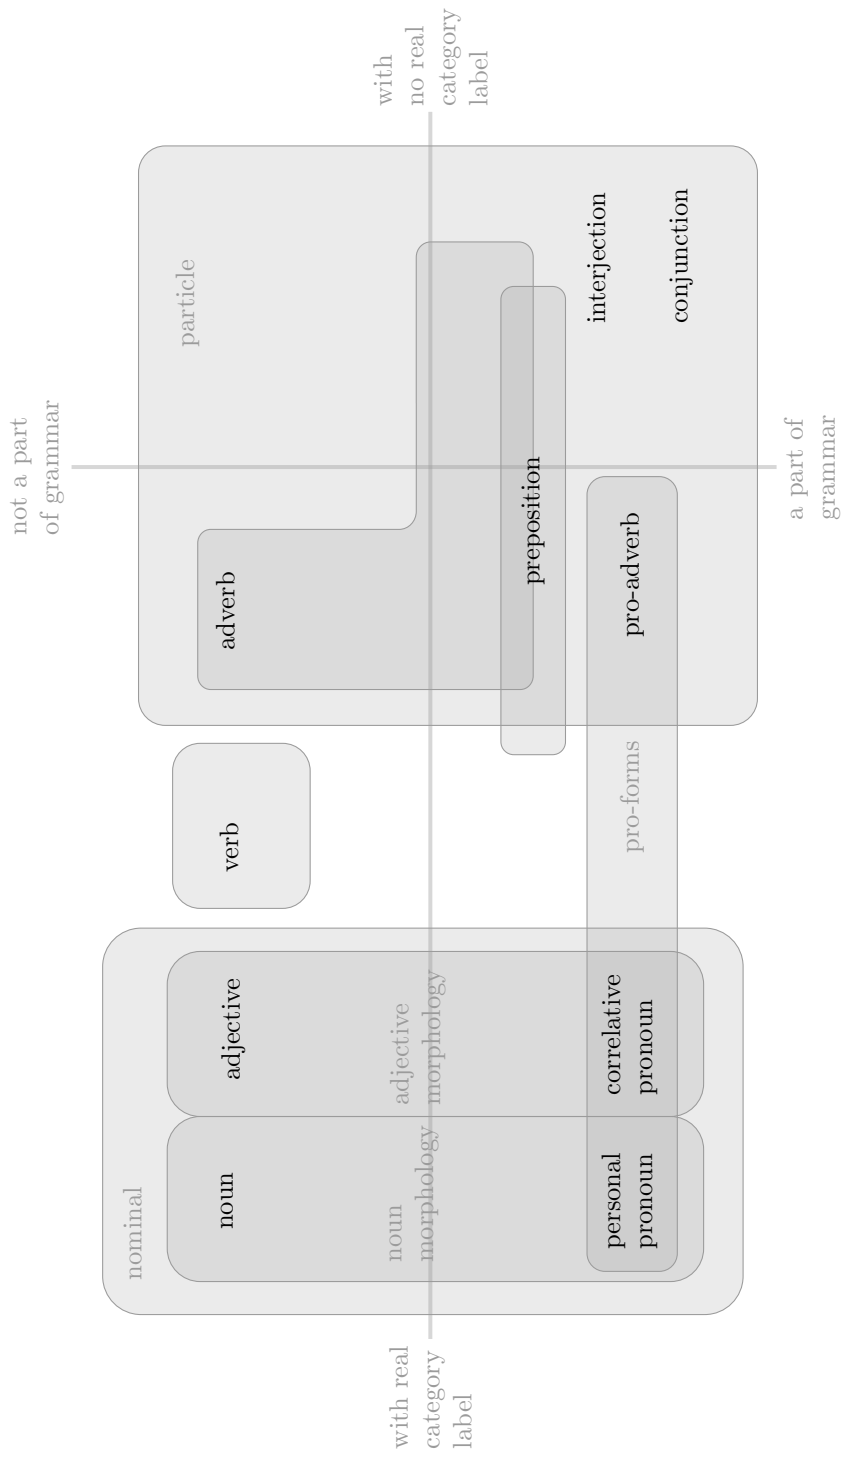 not a part
of grammar
with real
category
label
nominal
noun
adjective
verb
adverb
particle
noun
morphology
adjective
morphology
with
no real
category
label
preposition
interjection
conjunction
personal
pronoun
correlative
pronoun
pro-forms
pro-adverb
a part of
grammar